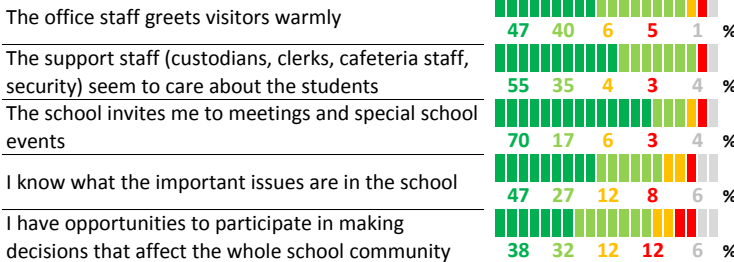 The office staff greets visitors warmly
47 40 6 5 1 %
The support staff (custodians, clerks, cafeteria staff,
security) seem to care about the students
55 35 4 3 4 %
The school invites me to meetings and special school
events
70 17 6 3 4 %
I know what the important issues are in the school
47 27 12 8 6 %
I have opportunities to participate in making
decisions that affect the whole school community
38 32 12 12 6 %